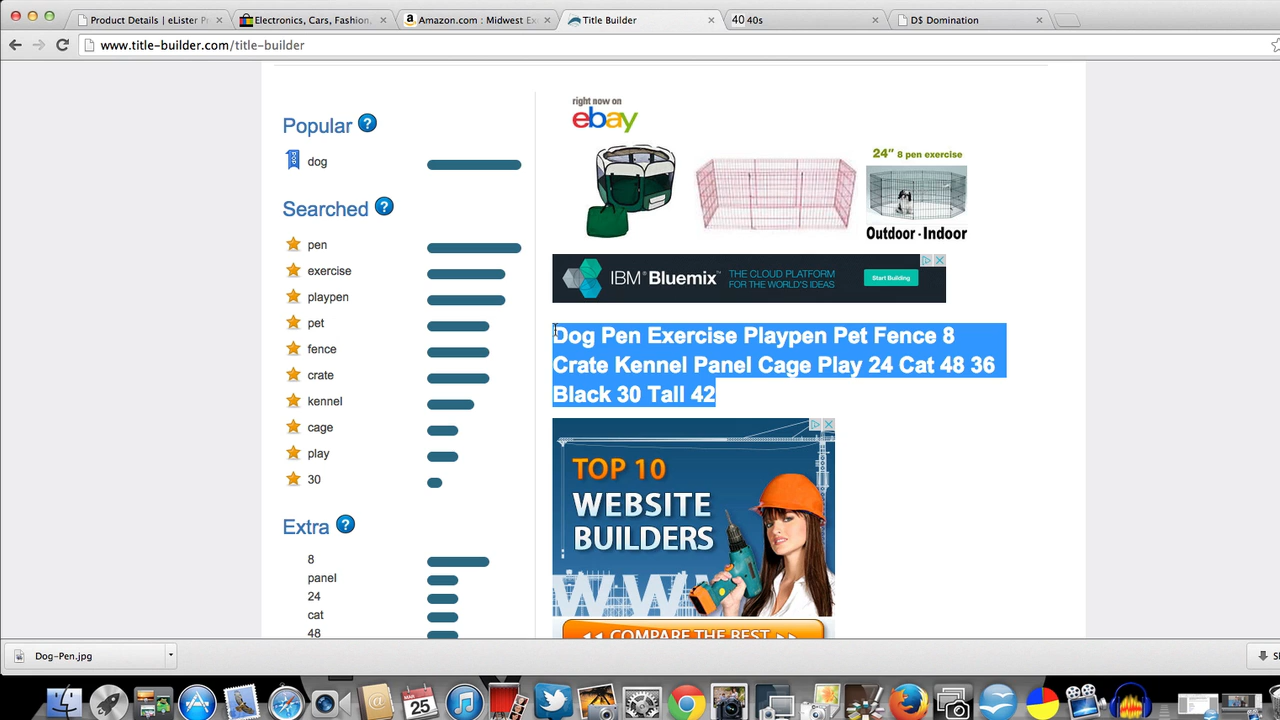 Product Details | eLister P
Electronics, Cars, Fashion,
Amazon.com : Midwest Ex
Title Builder
40 40s
D$ Domination
www.title-builder.com/title-builder
right now on
ebay
Popular ?
dog
24" 8 pen exercise
Outdoor - Indoor
Searched ?
pen
exercise
playpen
pet
fence
crate
kennel
cage
play
30
IBM Bluemix™ THE CLOUD PLATFORM
FOR THE WORLD'S IDEAS
Start Building
Dog Pen Exercise Playpen Pet Fence 8
Crate Kennel Panel Cage Play 24 Cat 48 36
Black 30 Tall 42
TOP 10
WEBSITE
BUILDERS
WW
COMPARE THE BEST
Extra ?
8
panel
24
cat
48
Dog-Pen.jpg
MAR
25